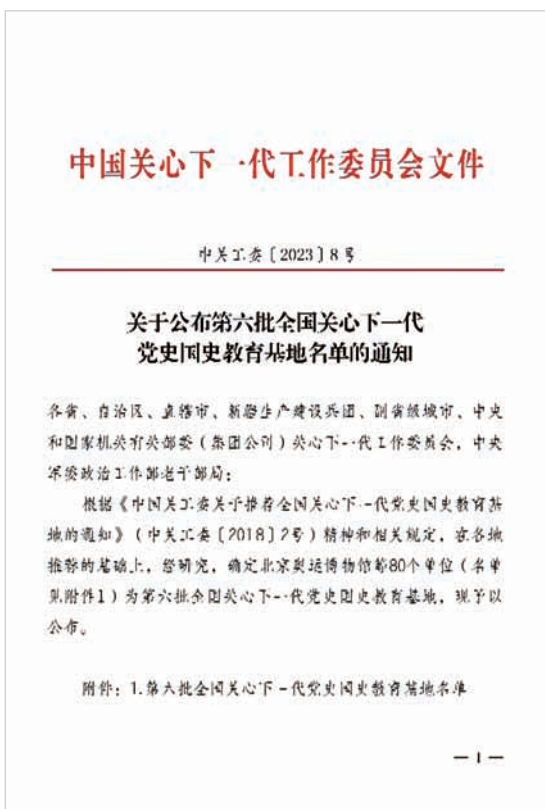 中国关心下一代工作委员会文件
中关工委〔2023〕8号
关于公布第六批全国关心下一代
党史国史教育基地名单的通知
各省、自治区、直辖市、新疆生产建设兵团、副省级城市、中央
和国家机关有关部委（集团公司）关心下一代工作委员会，中央
军委政治工作部老干部局：
根据《中国关工委关于推荐全国关心下一代党史国史教育基
地的通知》（中关工委〔2018〕2号）精神和相关规定，在各地
推荐的基础上，经研究，确定北京奥运博物馆等80个单位（名单
见附件1）为第六批全国关心下一代党史国史教育基地，现予以
公布。
附件：1.第六批全国关心下一代党史国史教育基地名单
— 1 —